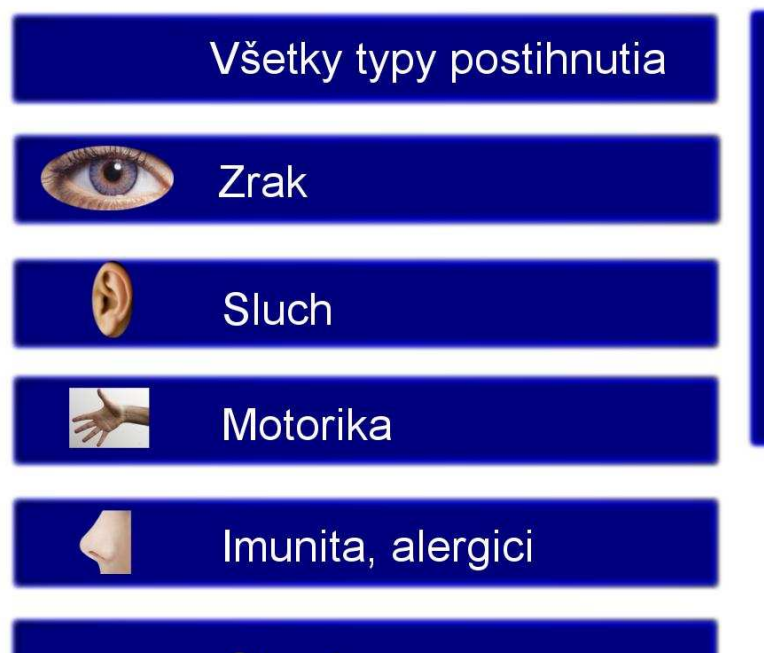 Všetky typy postihnutia
Zrak
Sluch
Motorika
Imunita, alergici